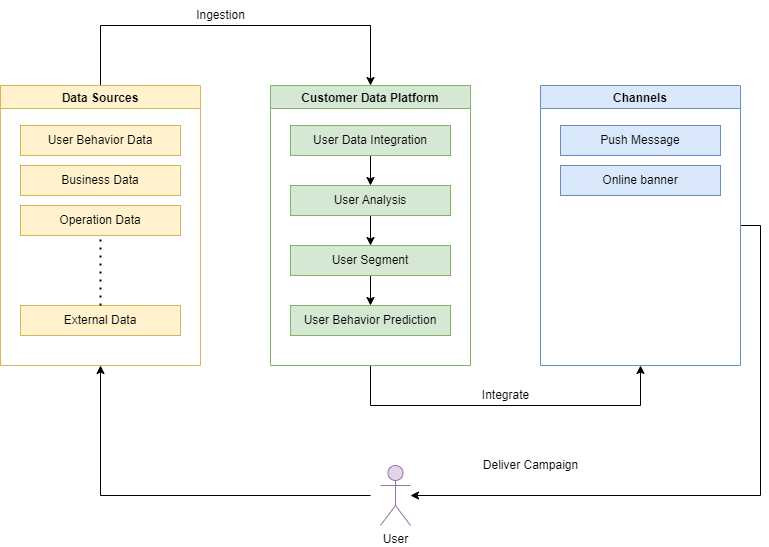 Ingestion
Data Sources
User Behavior Data
Business Data
Operation Data
External Data
Customer Data Platform
User Data Integration
User Analysis
User Segment
User Behavior Prediction
Channels
Push Message
Online banner
Integrate
Deliver Campaign
User